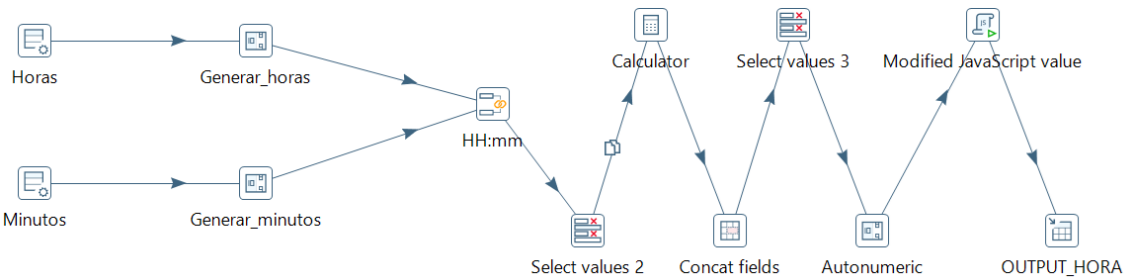 Calculator
Select values 3
Modified JavaScript value
Horas
Generar_horas
HH:mm
Minutos
Generar_minutos
Select values 2
Concat fields
Autonumeric
OUTPUT_HORA